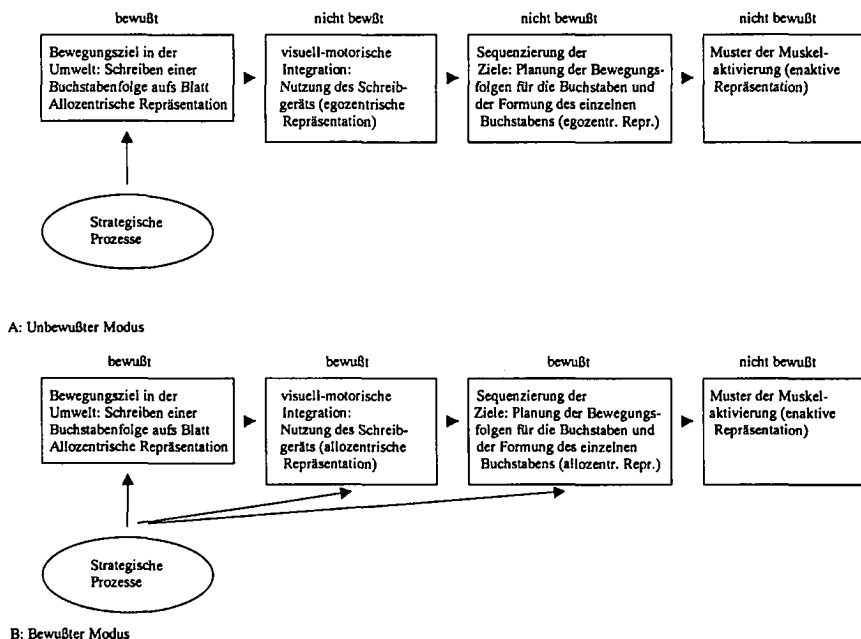 bewußt
nicht bewßt
nicht bewußt
nicht bewußt
Bewegungsziel in der
Umwelt: Schreiben einer
Buchstabenfolge aufs Blatt
Allozentrische Repräsentation
visuell-motorische
Integration:
Nutzung des Schreib-
geräts (egozentrische
Repräsentation)
Sequenzierung der
Ziele: Planung der Bewegungs-
folgen für die Buchstaben und
der Formung des einzelnen
Buchstabens (egozentr. Repr.)
Muster der Muskel-
aktivierung (enaktive
Repräsentation)
Strategische
Prozesse
A: Unbewußter Modus
bewußt
bewußt
bewußt
nicht bewußt
Bewegungsziel in der
Umwelt: Schreiben einer
Buchstabenfolge aufs Blatt
Allozentrische Repräsentation
visuell-motorische
Integration:
Nutzung des Schreib-
geräts (allozentrische
Repräsentation)
Sequenzierung der
Ziele: Planung der Bewegungs-
folgen für die Buchstaben und
der Formung des einzelnen
Buchstabens (allozentr. Repr.)
Muster der Muskel-
aktivierung (enaktive
Repräsentation)
Strategische
Prozesse
B: Bewußter Modus